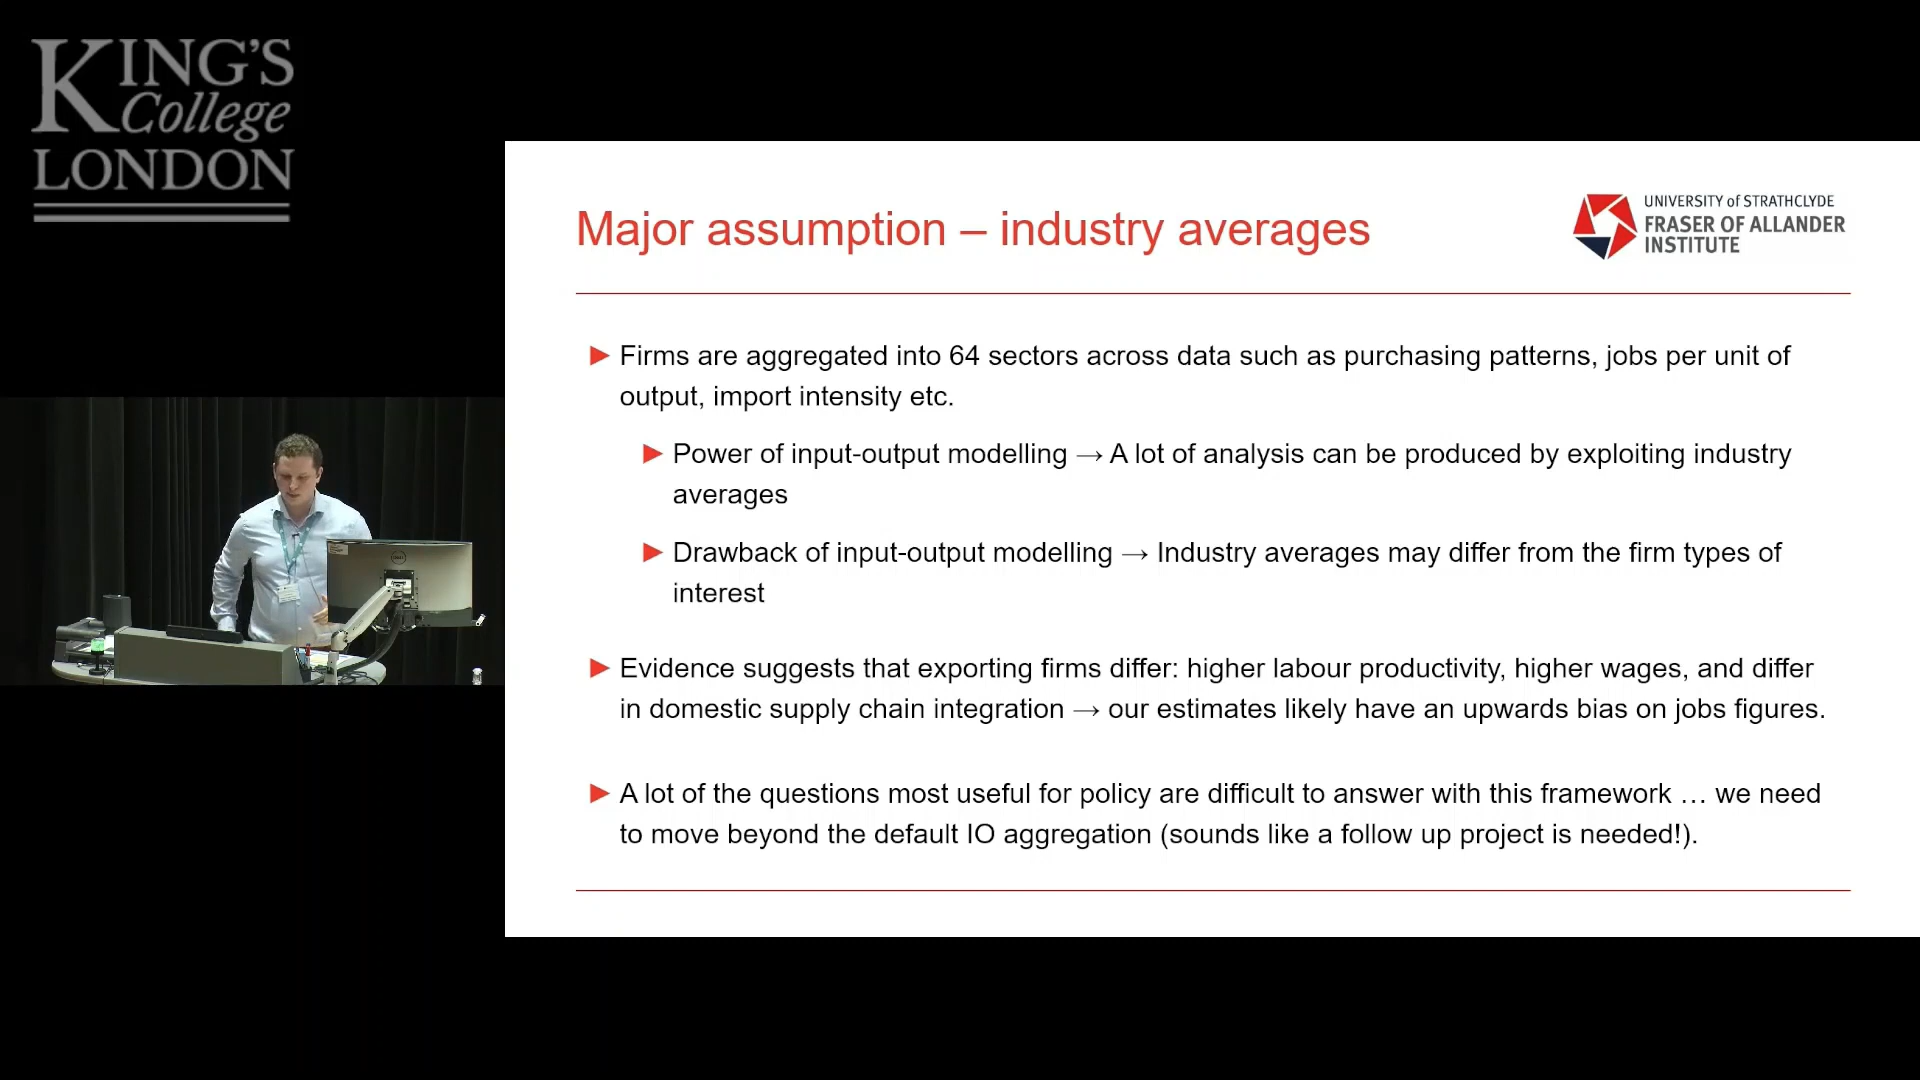 KING'S
College
LONDON
Major assumption – industry averages
UNIVERSITY of STRATHCLYDE
FRASER OF ALLANDER
INSTITUTE
► Firms are aggregated into 64 sectors across data such as purchasing patterns, jobs per unit of
output, import intensity etc.
► Power of input-output modelling → A lot of analysis can be produced by exploiting industry
averages
► Drawback of input-output modelling → Industry averages may differ from the firm types of
interest
► Evidence suggests that exporting firms differ: higher labour productivity, higher wages, and differ
in domestic supply chain integration → our estimates likely have an upwards bias on jobs figures.
► A lot of the questions most useful for policy are difficult to answer with this framework … we need
to move beyond the default IO aggregation (sounds like a follow up project is needed!).